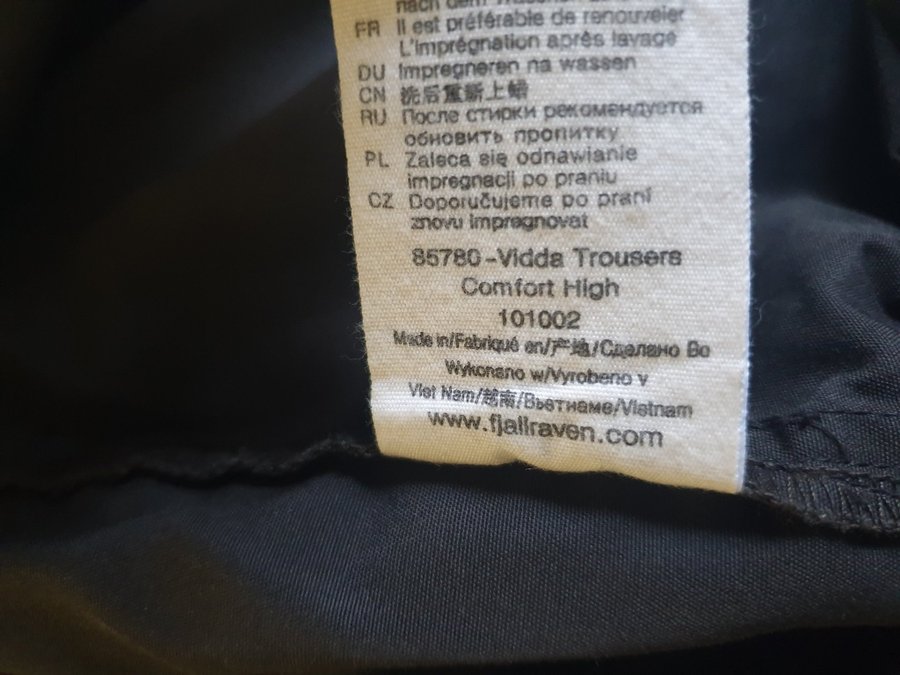 nach dem
FR Il est préférable de renouveler
L'imprégnation après lavage
DU Impregneren na wassen
CN 洗后重新上蜡
RU После стирки рекомендуется
обновить пропитку
PL Zaleca się odnawianie
impregnacji po praniu
CZ Doporučujeme po praní
znovu impregnovat
85780-Vidda Trousers
Comfort High
101002
Made in/Fabriqué en/产地/Сделано Во
Wykonano w/Vyrobeno v
Viet Nam/越南/Вьетнаме/Vietnam
www.fjallraven.com